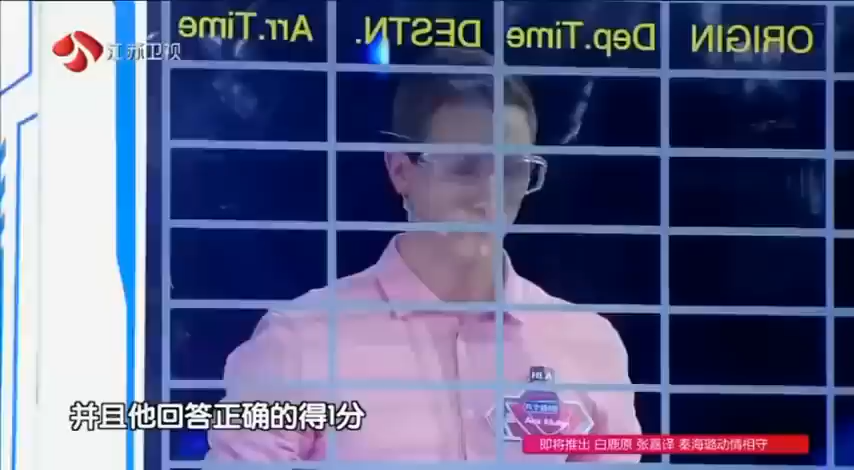 Arr.Time DESTN. Dep.Time ORIGIN
江苏卫视
HLA
并且他回答正确的得1分
即将推出 白鹿原 张嘉译 秦海璐动情相守